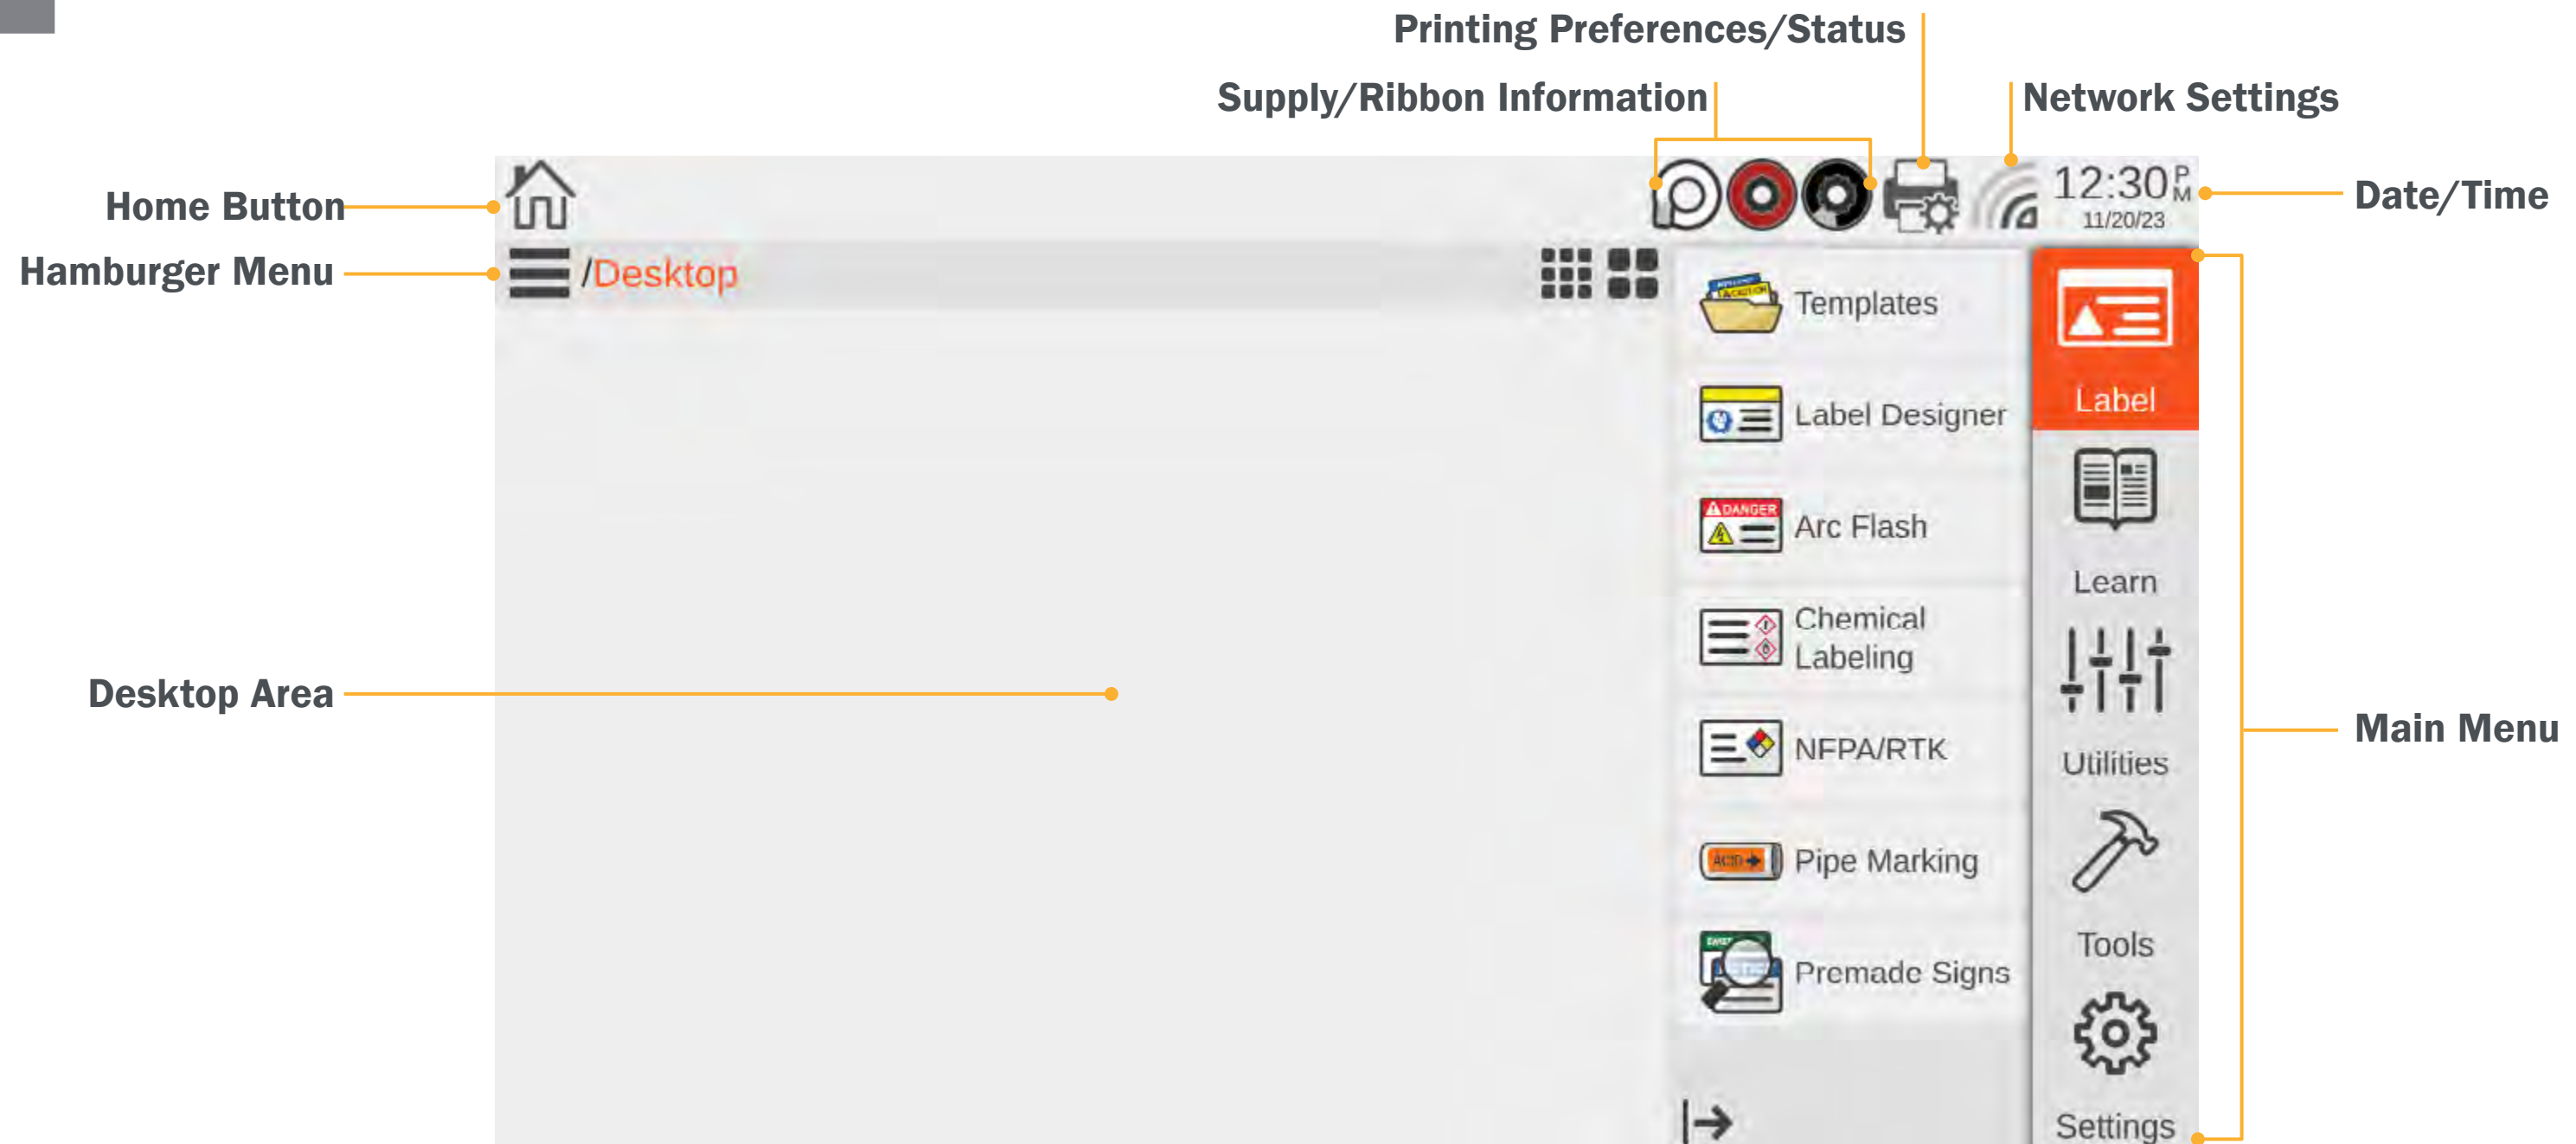 Printing Preferences/Status
Supply/Ribbon Information
Network Settings
Home Button
12:30 PM
11/20/23
Date/Time
Hamburger Menu
/Desktop
Templates
Label Designer
Arc Flash
Chemical
Labeling
NFPA/RTK
Pipe Marking
Premade Signs
Label
Learn
Utilities
Tools
Settings
Desktop Area
Main Menu
DANGER
CAUTION
ACID